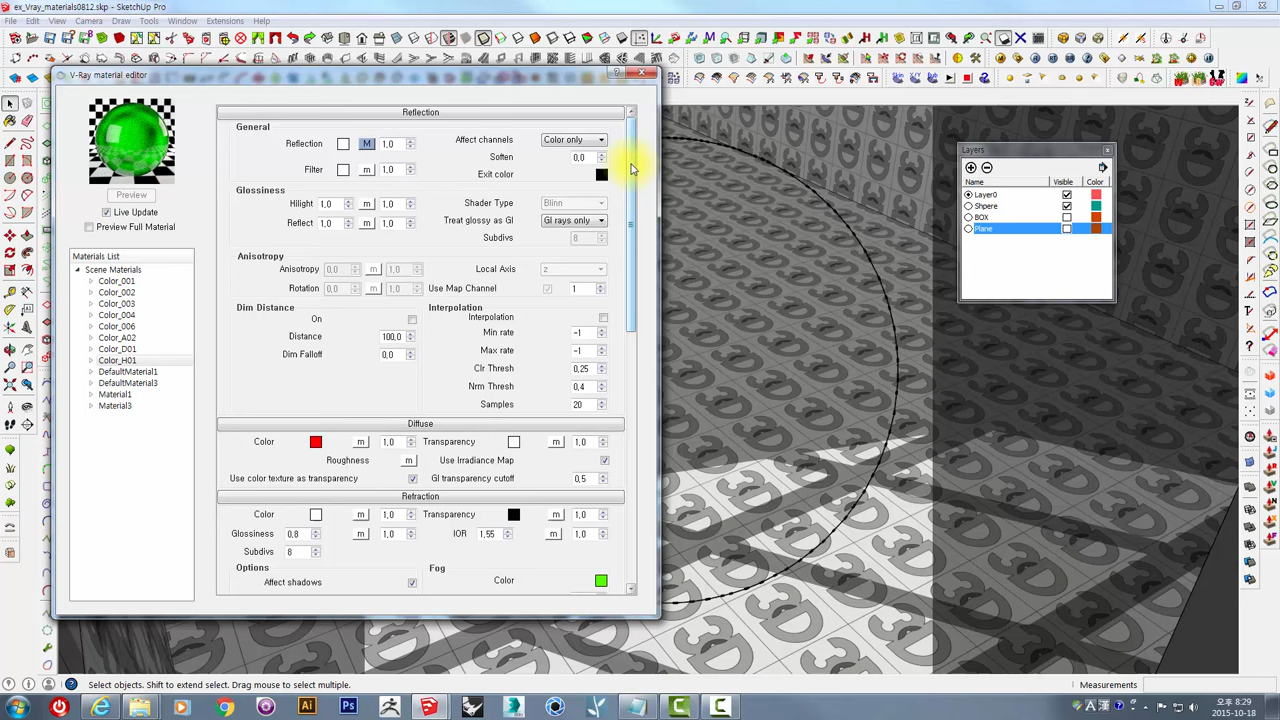 ex_Vray_materials0812.skp - SketchUp Pro
File Edit View Camera Draw Tools Window Extensions Help
V-Ray material editor
Preview
Live Update
Preview Full Material
Materials List
Scene Materials
Color_001
Color_002
Color_003
Color_004
Color_006
Color_A02
Color_D01
Color_H01
DefaultMaterial1
DefaultMaterial3
Material1
Material3
Reflection
General
Reflection M 1,0 Affect channels Color only
Soften 0,0
Filter m 1,0 Exit color
Glossiness
Hilight 1,0 m 1,0 Shader Type Blinn
Reflect 1,0 m 1,0 Treat glossy as GI GI rays only
Subdivs 8
Anisotropy
Anisotropy 0,0 m 1,0 Local Axis z
Rotation 0,0 m 1,0 Use Map Channel 1
Dim Distance Interpolation
On Interpolation
Distance 100,0 Min rate -1
Dim Falloff 0,0 Max rate -1
Clr Thresh 0,25
Nrm Thresh 0,4
Samples 20
Diffuse
Color m 1,0 Transparency m 1,0
Roughness m Use Irradiance Map
Use color texture as transparency GI transparency cutoff 0,5
Refraction
Color m 1,0 Transparency m 1,0
Glossiness 0,8 m 1,0 IOR 1,55 m 1,0
Subdivs 8
Options Fog
Affect shadows Color
Layers
Name Visible Color
Layer0
Shpere
BOX
Plane
Select objects. Shift to extend select. Drag mouse to select multiple.
Measurements
오후 8:29
2015-10-18